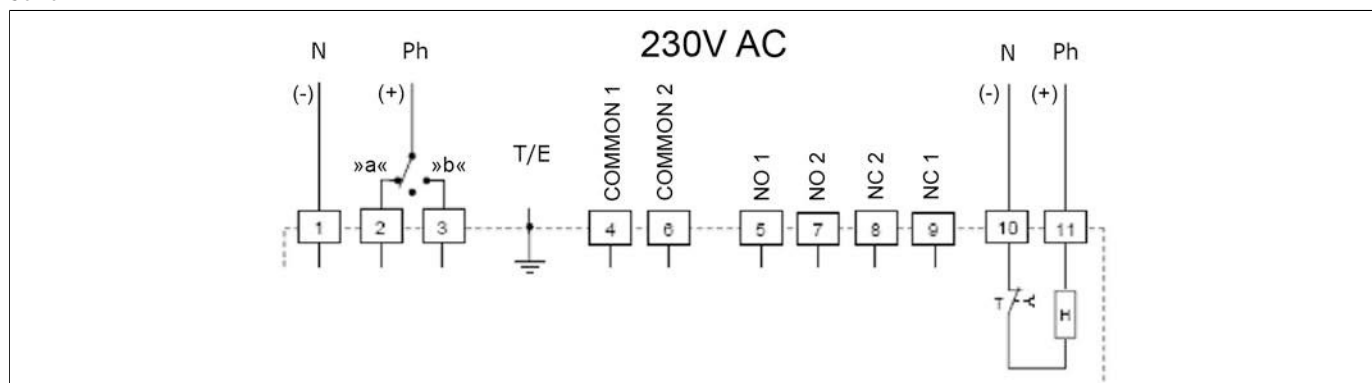 230V AC
N Ph
(-) (+)
»a« »b«
T/E
COMMON 1
COMMON 2
NO 1
NO 2
NC 2
NC 1
N Ph
(-) (+)
1 2 3 4 6 5 7 8 9 10 11
T H